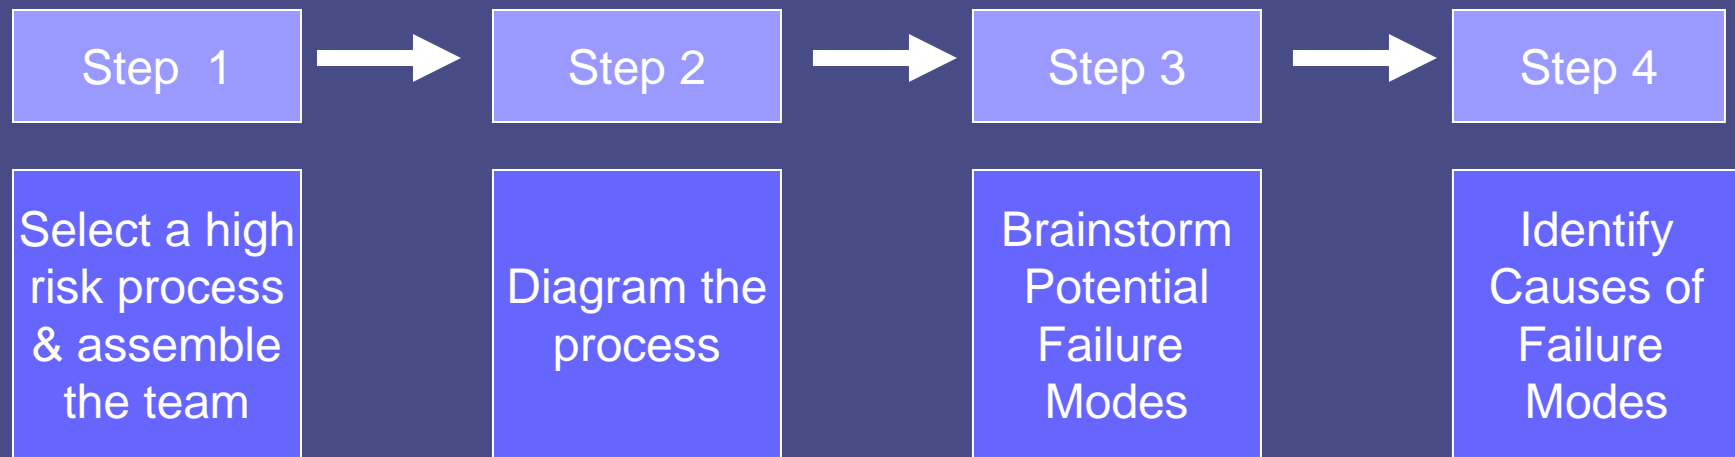 Step 1
Step 2
Step 3
Step 4
Select a high
risk process
& assemble
the team
Diagram the
process
Brainstorm
Potential
Failure
Modes
Identify
Causes of
Failure
Modes